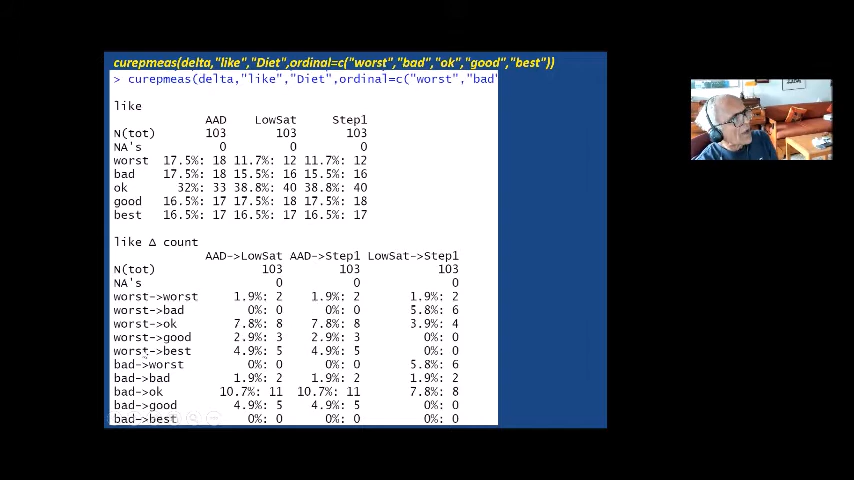 curepmeas(delta,"like","Diet",ordinal=c("worst","bad","ok","good","best"))
> curepmeas(delta,"like","Diet",ordinal=c("worst","bad"
like
AAD LowSat Step1
N(tot) 103 103 103
NA's 0 0 0
worst 17.5%: 18 11.7%: 12 11.7%: 12
bad 17.5%: 18 15.5%: 16 15.5%: 16
ok 32%: 33 38.8%: 40 38.8%: 40
good 16.5%: 17 17.5%: 18 17.5%: 18
best 16.5%: 17 16.5%: 17 16.5%: 17
like Δ count
AAD->LowSat AAD->Step1 LowSat->Step1
N(tot) 103 103 103
NA's 0 0 0
worst->worst 1.9%: 2 1.9%: 2 1.9%: 2
worst->bad 0%: 0 0%: 0 5.8%: 6
worst->ok 7.8%: 8 7.8%: 8 3.9%: 4
worst->good 2.9%: 3 2.9%: 3 0%: 0
worst->best 4.9%: 5 4.9%: 5 0%: 0
bad->worst 0%: 0 0%: 0 5.8%: 6
bad->bad 1.9%: 2 1.9%: 2 1.9%: 2
bad->ok 10.7%: 11 10.7%: 11 7.8%: 8
bad->good 4.9%: 5 4.9%: 5 0%: 0
bad->best 0%: 0 0%: 0 0%: 0